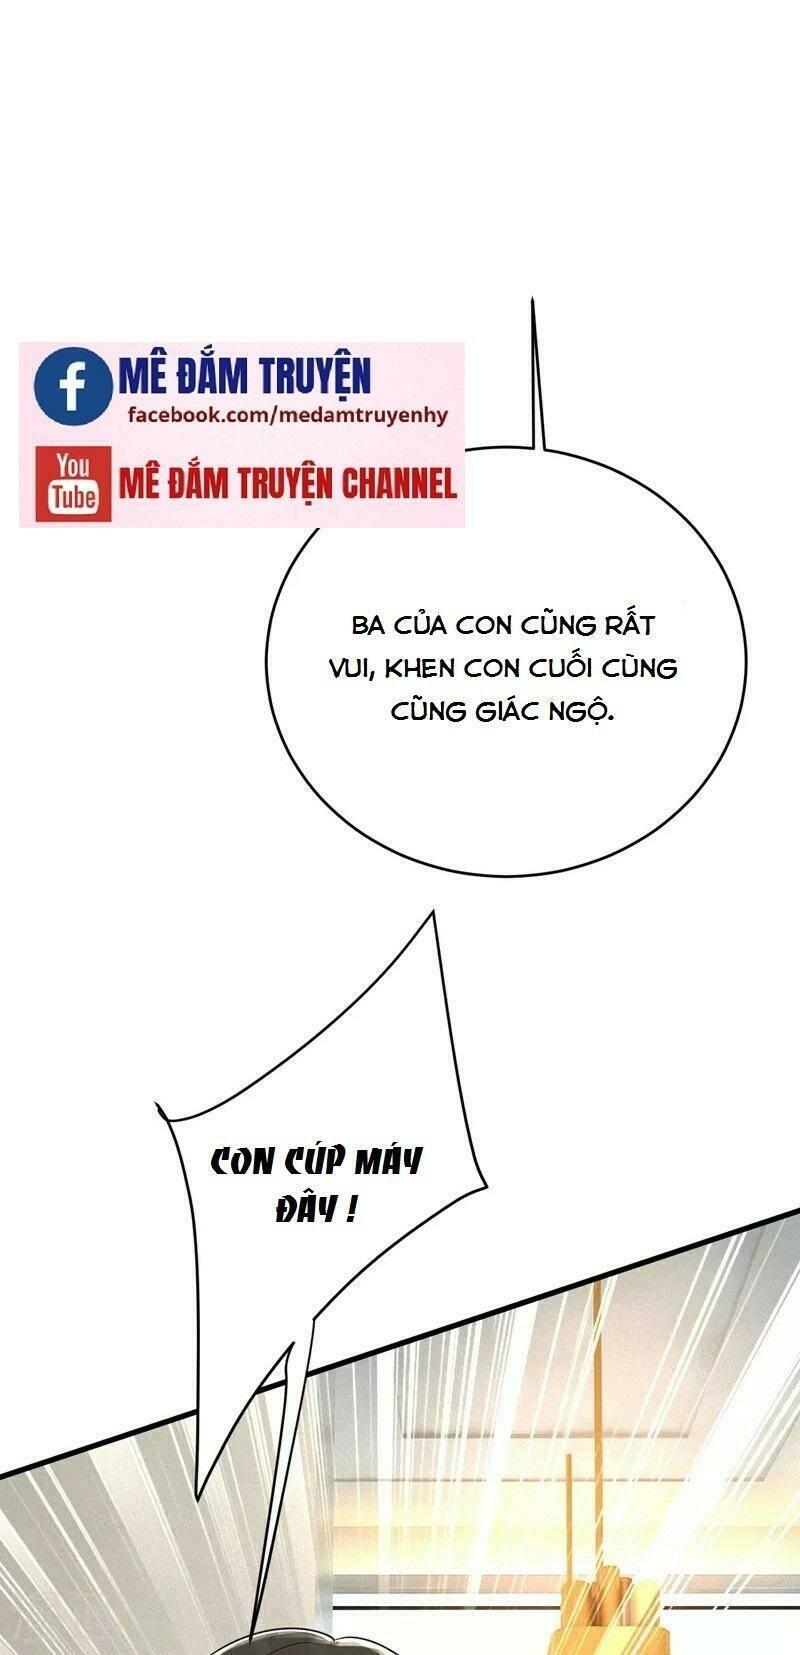 MÊ ĐẮM TRUYỆN
facebook.com/medamtruyenhy
You
Tube
MÊ ĐẮM TRUYỆN CHANNEL
BA CỦA CON CŨNG RẤT
VUI, KHEN CON CUỐI CÙNG
CŨNG GIÁC NGỘ.
CON CÚP MÁY
ĐÂY !